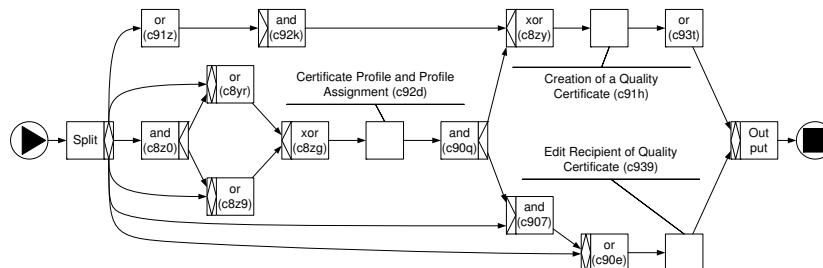 or
(c91z)
and
(c92k)
xor
(c8zy)
or
(c93t)
Creation of a Quality
Certificate (c91h)
or
(c8yr)
Certificate Profile and Profile
Assignment (c92d)
Split
and
(c8z0)
xor
(c8zg)
and
(c90q)
Out
put
or
(c8z9)
Edit Recipient of Quality
Certificate (c939)
and
(c907)
or
(c90e)